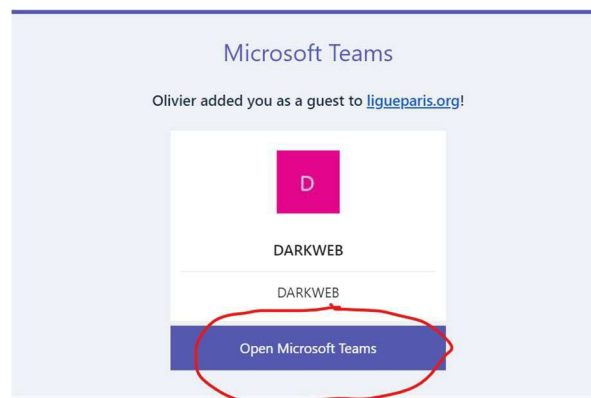 Microsoft Teams
Olivier added you as a guest to ligueparis.org!
D
DARKWEB
DARKWEB
Open Microsoft Teams